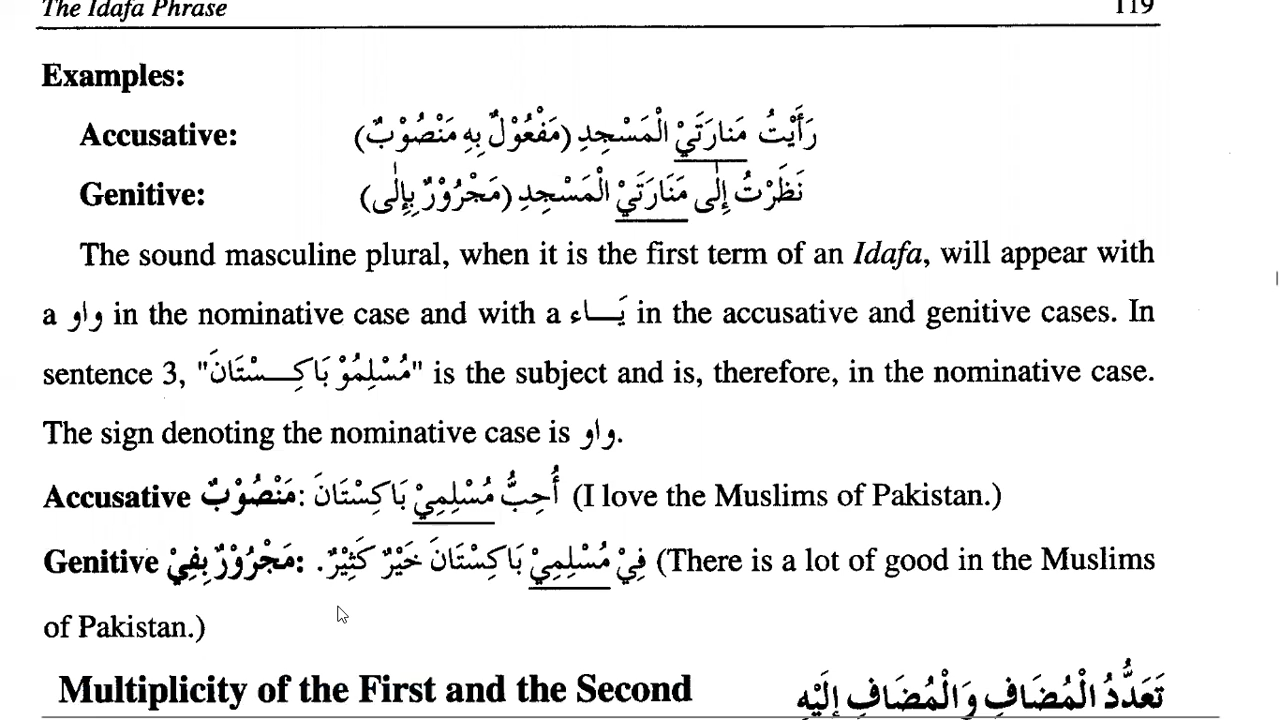 The Idafa Phrase 119
Examples:
Accusative: رَأَيْتُ مَنارَتَيْ الْمَسْجِدِ (مَفْعُوْلٌ بِهِ مَنْصُوْبٌ)
Genitive: نَظَرْتُ إِلٰى مَنَارَتَيْ الْمَسْجِدِ (مَجْرُوْرٌ بِإِلٰى)
The sound masculine plural, when it is the first term of an Idafa, will appear with
a واو in the nominative case and with a يَـــاء in the accusative and genitive cases. In
sentence 3, "مُسْلِمُوْ بَاكِـــسْتَانَ" is the subject and is, therefore, in the nominative case.
The sign denoting the nominative case is واو.
Accusative مَنْصُوْبٌ: أُحِبُّ مُسْلِمِيْ بَاكِسْتَانَ (I love the Muslims of Pakistan.)
Genitive مَجْرُوْرٌ بِفِيْ: فِيْ مُسْلِمِيْ بَاكِسْتَانَ خَيْرٌ كَثِيْرٌ. (There is a lot of good in the Muslims
of Pakistan.)
Multiplicity of the First and the Second تَعَدُّدُ الْمُضَافِ وَالْمُضَافِ إِلَيْهِ